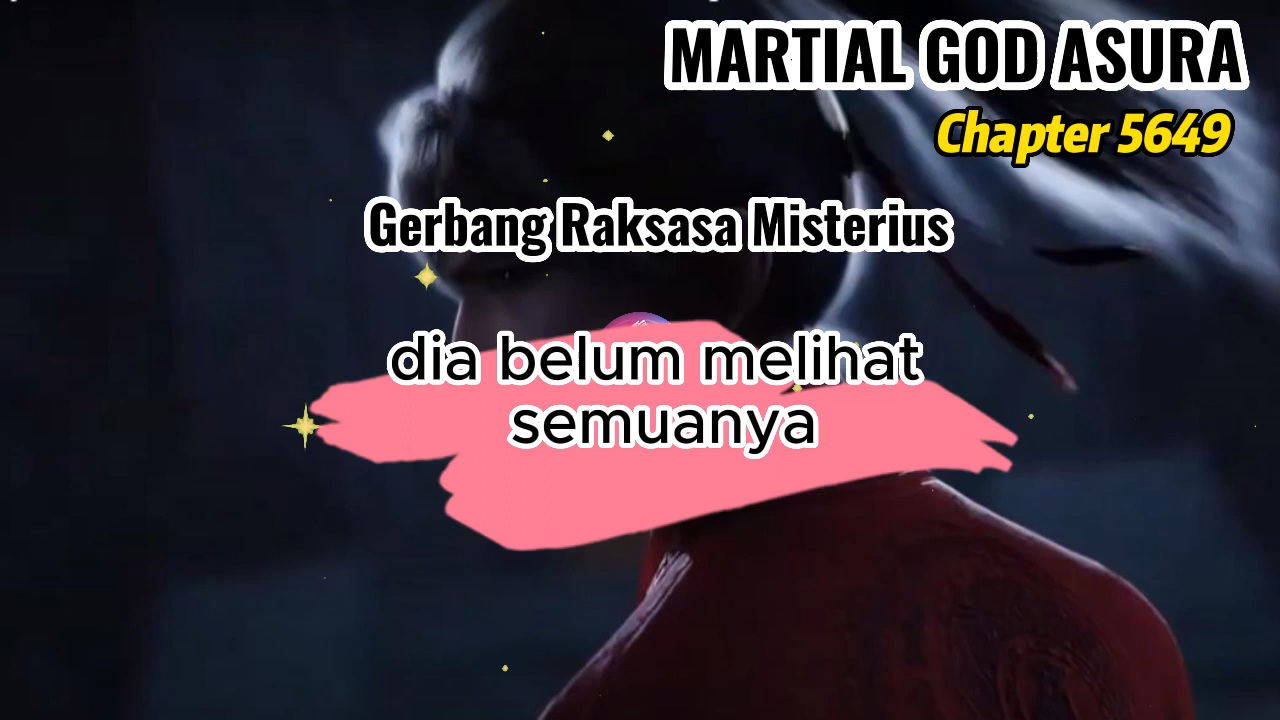 MARTIAL GOD ASURA
Chapter 5649
Gerbang Raksasa Misterius
dia belum melihat
semuanya